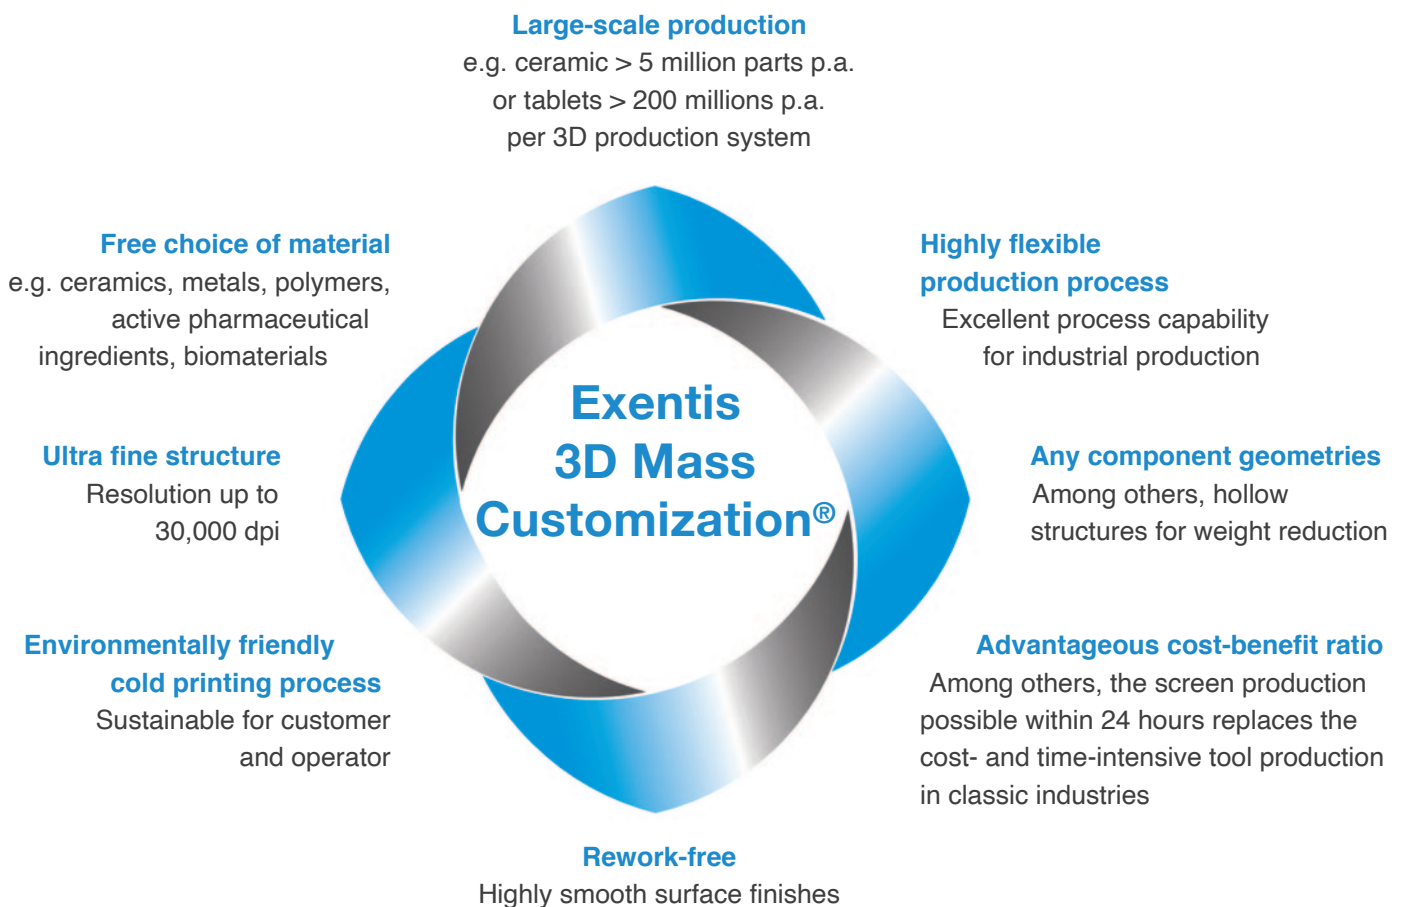 Large-scale production
e.g. ceramic > 5 million parts p.a.
or tablets > 200 millions p.a.
per 3D production system
Free choice of material
e.g. ceramics, metals, polymers,
active pharmaceutical
ingredients, biomaterials
Highly flexible
production process
Excellent process capability
for industrial production
Exentis
3D Mass
Customization®
Ultra fine structure
Resolution up to
30,000 dpi
Any component geometries
Among others, hollow
structures for weight reduction
Environmentally friendly
cold printing process
Sustainable for customer
and operator
Advantageous cost-benefit ratio
Among others, the screen production
possible within 24 hours replaces the
cost- and time-intensive tool production
in classic industries
Rework-free
Highly smooth surface finishes